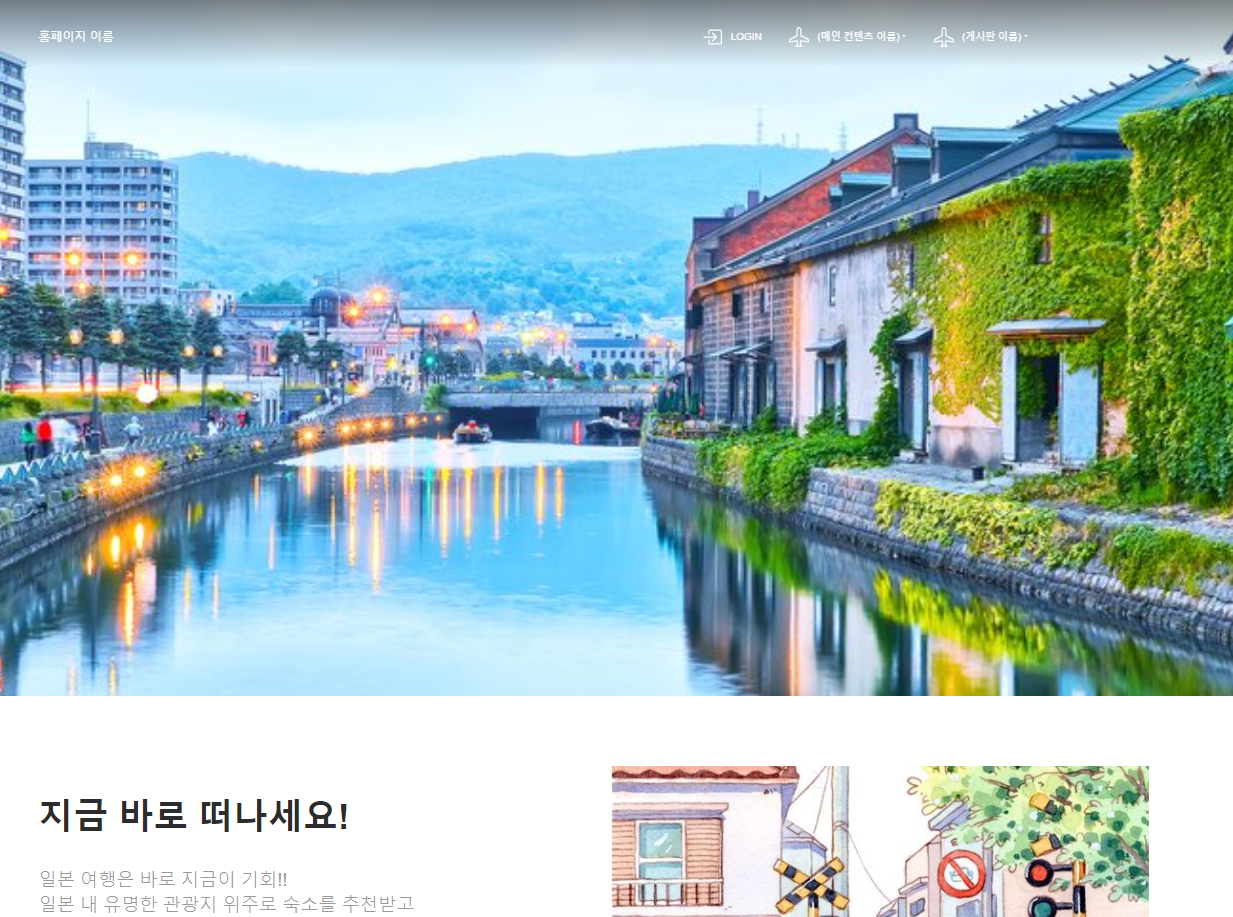 홈페이지 이름
LOGIN
(메인 컨텐츠 이름)
(게시판 이름)
지금 바로 떠나세요!
일본 여행은 바로 지금이 기회!!
일본 내 유명한 관광지 위주로 숙소를 추천받고